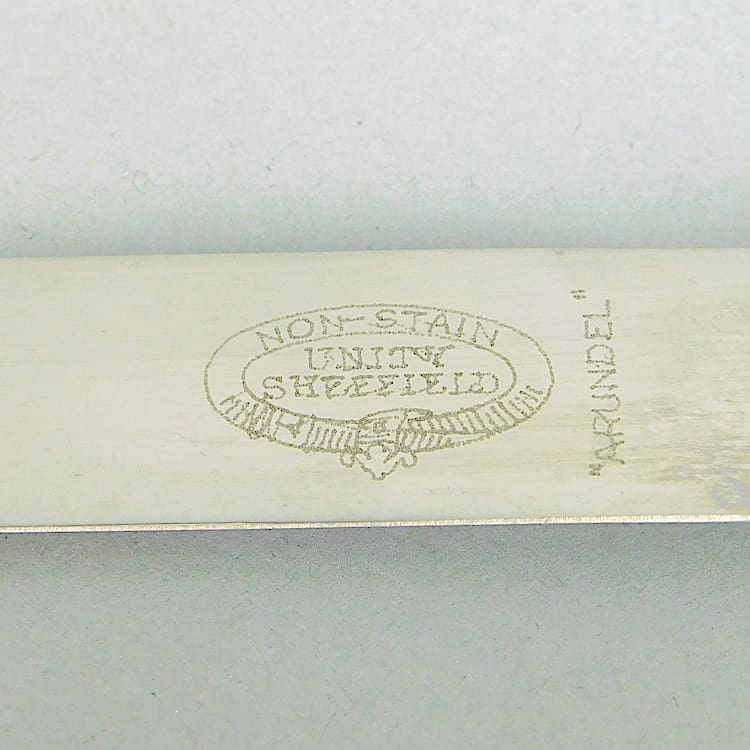 NON-STAIN
UNITY
SHEFFIELD
"ARUNDEL"